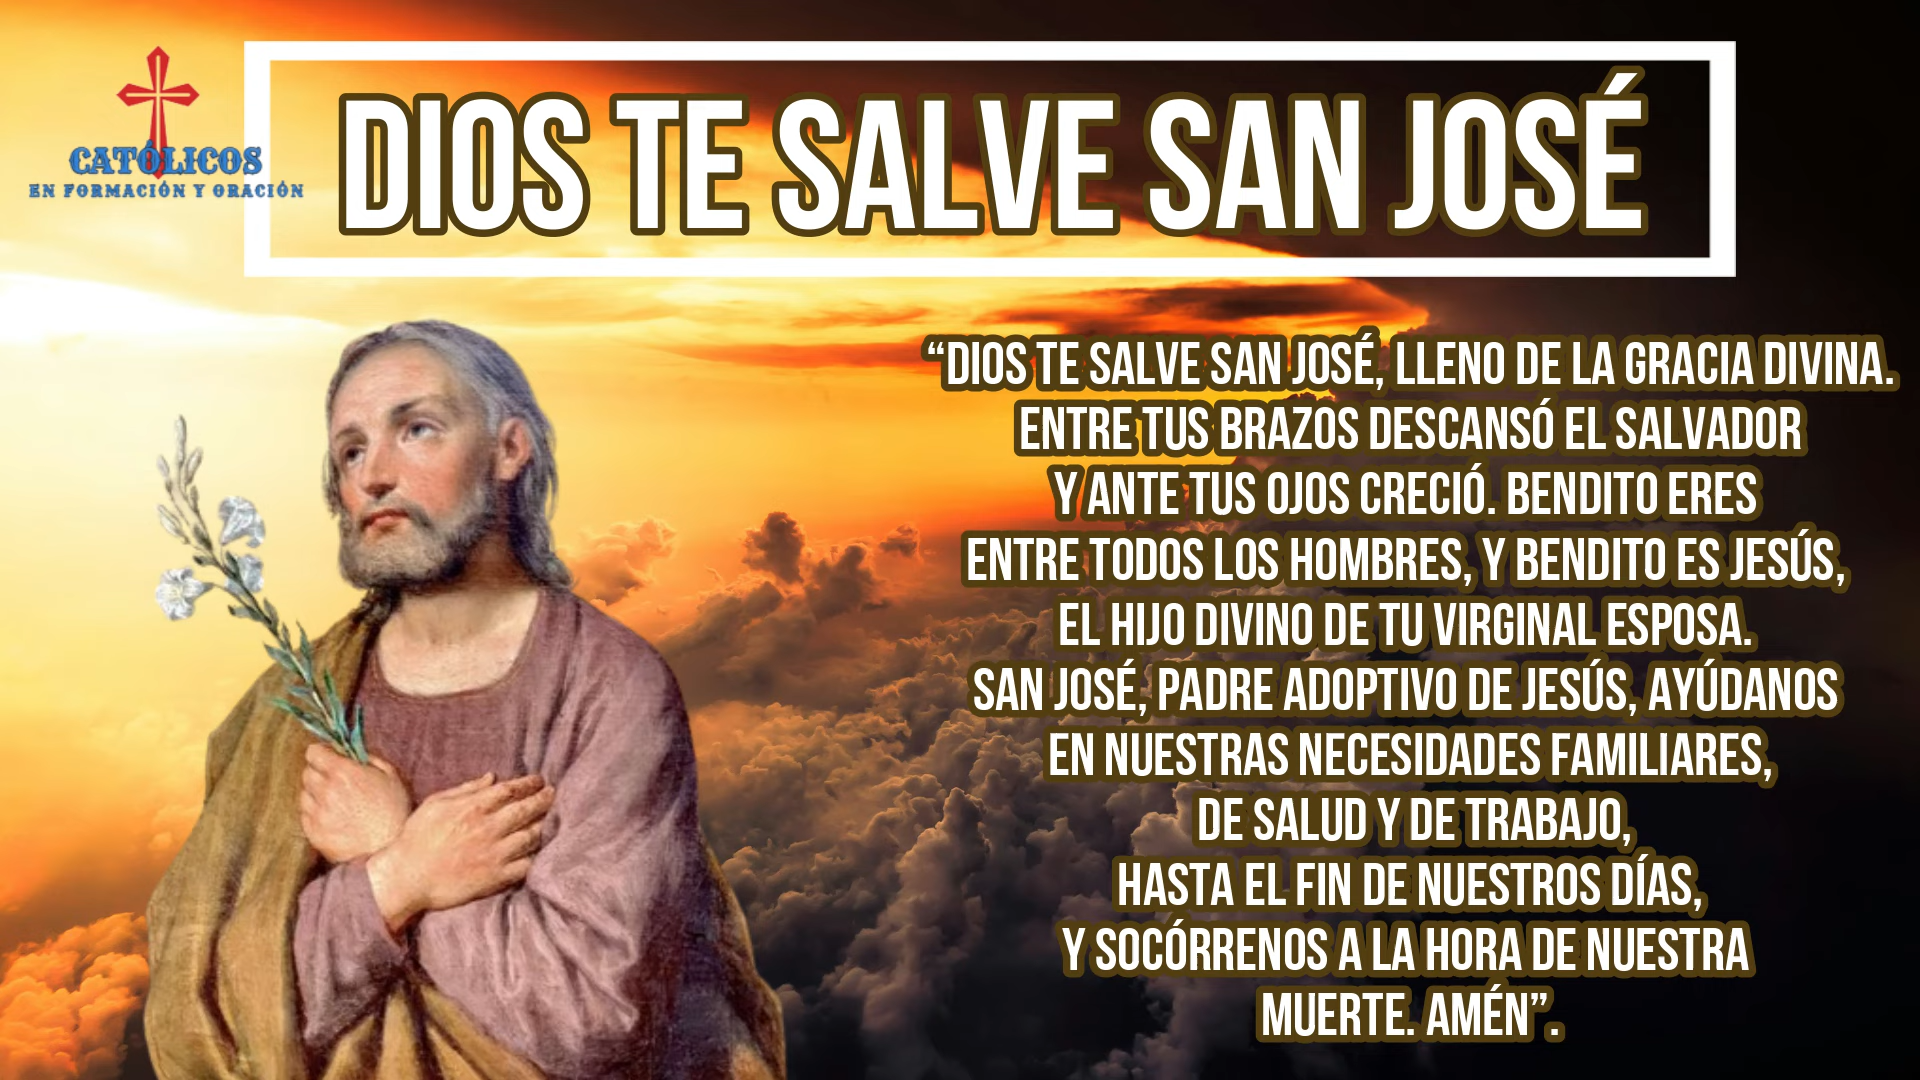 CATÓLICOS
EN FORMACIÓN Y ORACIÓN
DIOS TE SALVE SAN JOSÉ
“DIOS TE SALVE SAN JOSÉ, LLENO DE LA GRACIA DIVINA.
ENTRE TUS BRAZOS DESCANSÓ EL SALVADOR
Y ANTE TUS OJOS CRECIÓ. BENDITO ERES
ENTRE TODOS LOS HOMBRES, Y BENDITO ES JESÚS,
EL HIJO DIVINO DE TU VIRGINAL ESPOSA.
SAN JOSÉ, PADRE ADOPTIVO DE JESÚS, AYÚDANOS
EN NUESTRAS NECESIDADES FAMILIARES,
DE SALUD Y DE TRABAJO,
HASTA EL FIN DE NUESTROS DÍAS,
Y SOCÓRRENOS A LA HORA DE NUESTRA
MUERTE. AMÉN”.